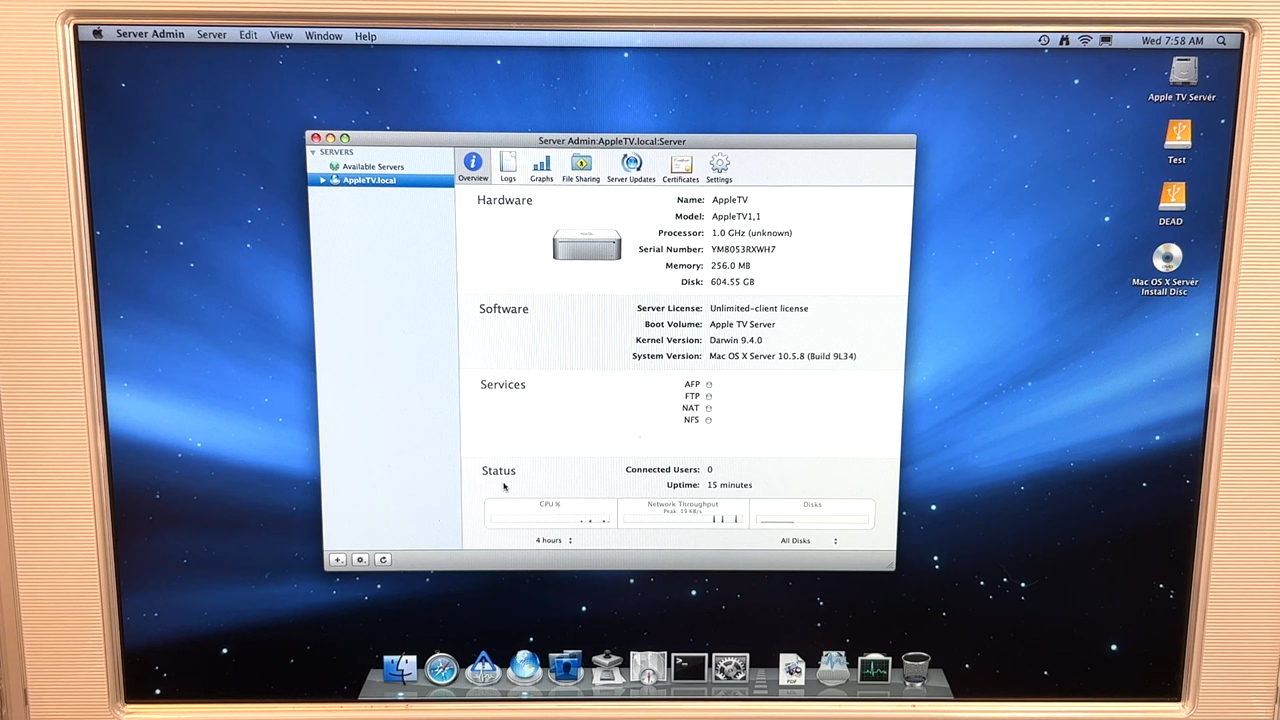 Server Admin Server Edit View Window Help
Wed 7:58 AM
Apple TV Server
Test
DEAD
Mac OS X Server
Install Disc
Server Admin:AppleTV.local:Server
SERVERS
Available Servers
AppleTV.local
Overview Logs Graphs File Sharing Server Updates Certificates Settings
Hardware
Name: AppleTV
Model: AppleTV1,1
Processor: 1.0 GHz (unknown)
Serial Number: YM8053RXWH7
Memory: 256.0 MB
Disk: 604.55 GB
Software
Server License: Unlimited-client license
Boot Volume: Apple TV Server
Kernel Version: Darwin 9.4.0
System Version: Mac OS X Server 10.5.8 (Build 9L34)
Services
AFP
FTP
NAT
NFS
Status
Connected Users: 0
Uptime: 15 minutes
CPU % Network Throughput Disks
Peak: 19 KB/s
4 hours All Disks
PDF